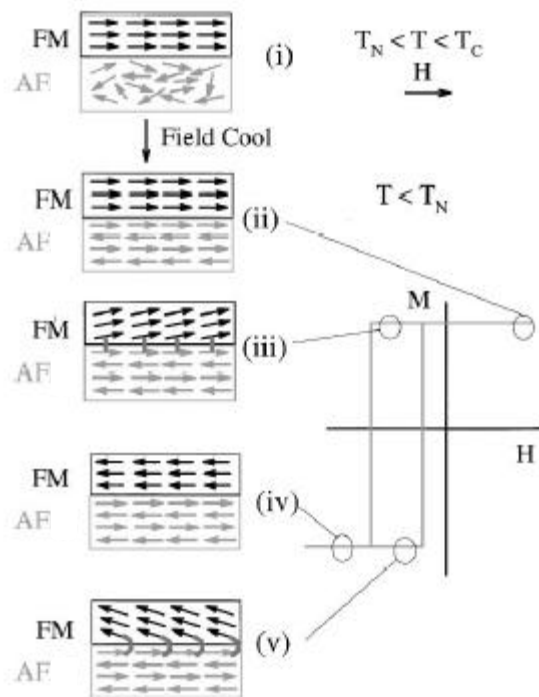 FM
AF
(i)
T_N < T < T_C
H
Field Cool
FM
AF
(ii)
T < T_N
FM
AF
(iii)
M
H
FM
AF
(iv)
FM
AF
(v)